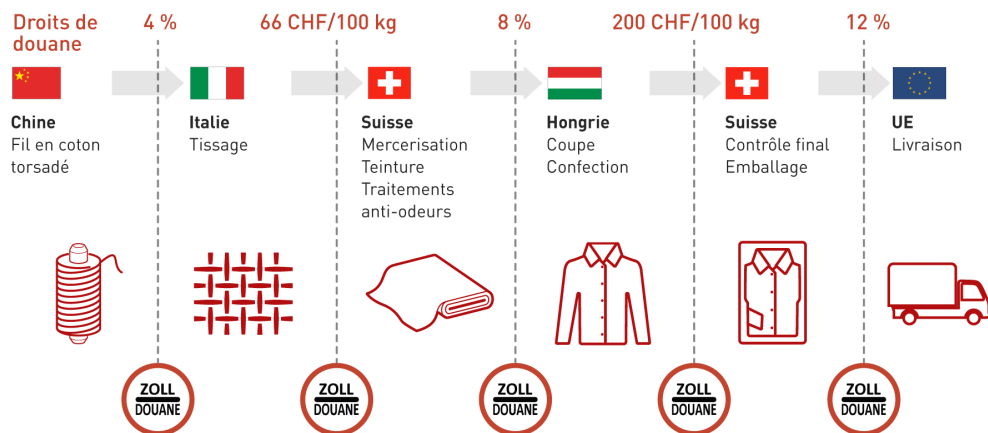 Droits de
douane
4 %
66 CHF/100 kg
8 %
200 CHF/100 kg
12 %
Chine
Fil en coton
torsadé
Italie
Tissage
Suisse
Mercerisation
Teinture
Traitements
anti-odeurs
Hongrie
Coupe
Confection
Suisse
Contrôle final
Emballage
UE
Livraison
ZOLL
DOUANE
ZOLL
DOUANE
ZOLL
DOUANE
ZOLL
DOUANE
ZOLL
DOUANE